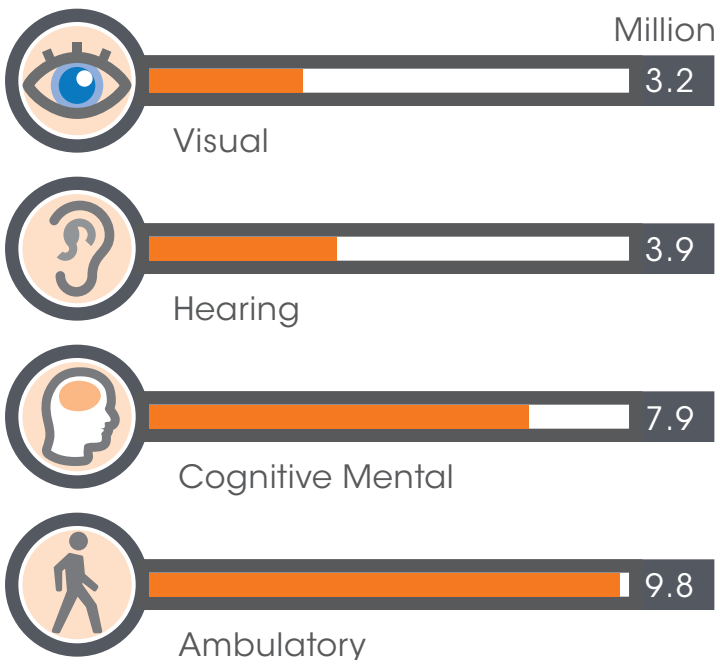 Million
3.2
Visual
3.9
Hearing
7.9
Cognitive Mental
9.8
Ambulatory